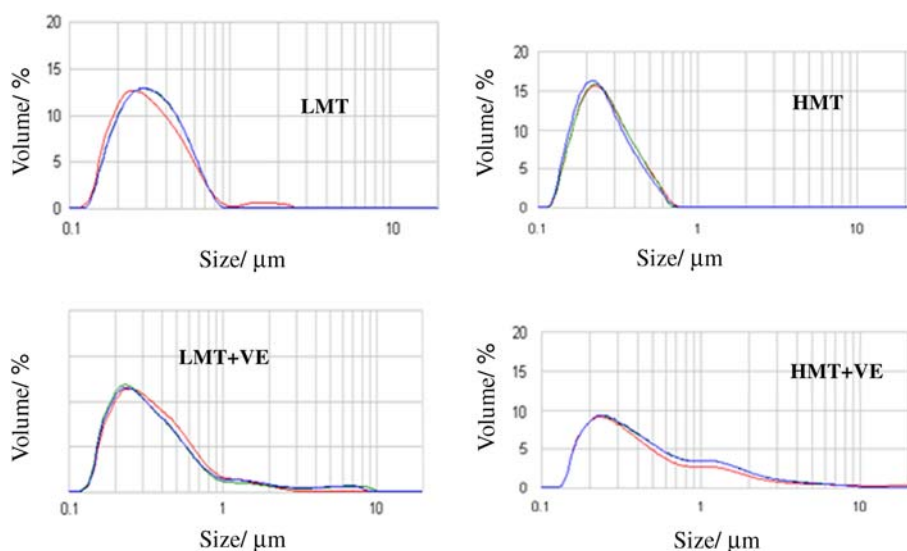 20
15
10
5
0
Volume/ %
LMT
0.1
10
Size/ μm
20
15
10
5
0
Volume/ %
HMT
0.1
1
10
Size/ μm
Volume/ %
LMT+VE
0.1
1
10
Size/ μm
20
15
10
5
0
Volume/ %
HMT+VE
0.1
1
10
Size/ μm